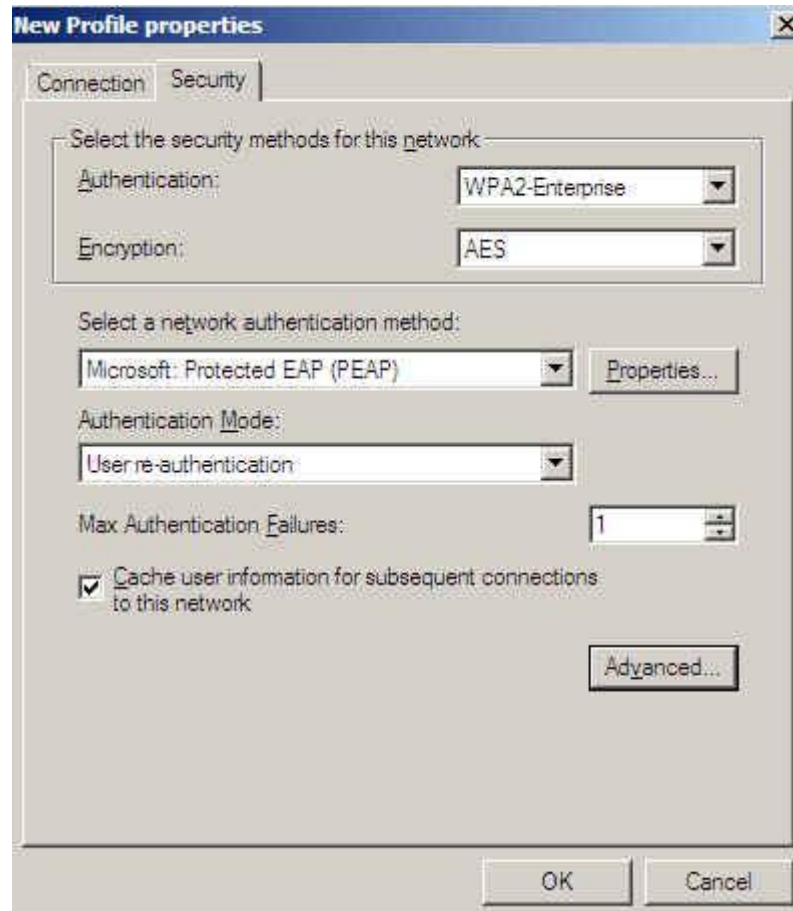 New Profile properties
Connection
Security
Select the security methods for this network
Authentication:
WPA2-Enterprise
Encryption:
AES
Select a network authentication method:
Microsoft: Protected EAP (PEAP)
Properties...
Authentication Mode:
User re-authentication
Max Authentication Failures:
1
Cache user information for subsequent connections
to this network
Advanced...
OK
Cancel